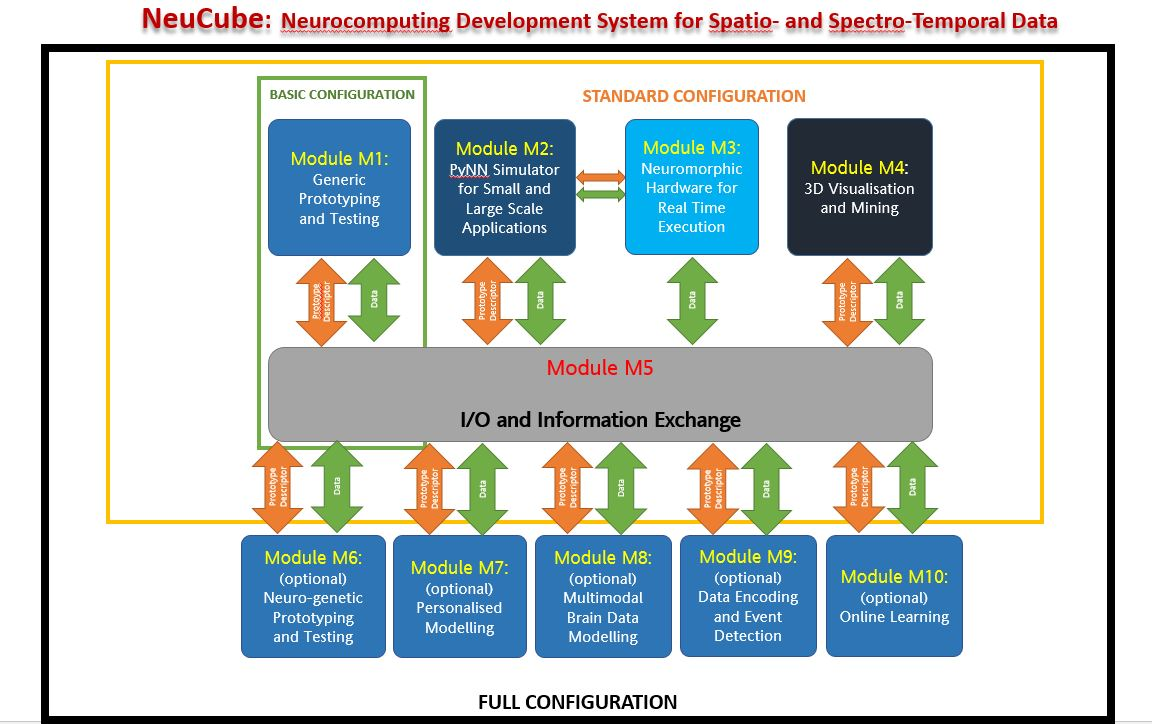 NeuCube: Neurocomputing Development System for Spatio- and Spectro-Temporal Data
BASIC CONFIGURATION
STANDARD CONFIGURATION
Module M1:
Generic
Prototyping
and Testing
Module M2:
PyNN Simulator
for Small and
Large Scale
Applications
Module M3:
Neuromorphic
Hardware for
Real Time
Execution
Module M4:
3D Visualisation
and Mining
Prototype
Descriptor
Data
Prototype
Descriptor
Data
Data
Prototype
Descriptor
Data
Module M5
I/O and Information Exchange
Prototype
Descriptor
Data
Prototype
Descriptor
Data
Prototype
Descriptor
Data
Prototype
Descriptor
Data
Prototype
Descriptor
Data
Module M6:
(optional)
Neuro-genetic
Prototyping
and Testing
Module M7:
(optional)
Personalised
Modelling
Module M8:
(optional)
Multimodal
Brain Data
Modelling
Module M9:
(optional)
Data Encoding
and Event
Detection
Module M10:
(optional)
Online Learning
FULL CONFIGURATION